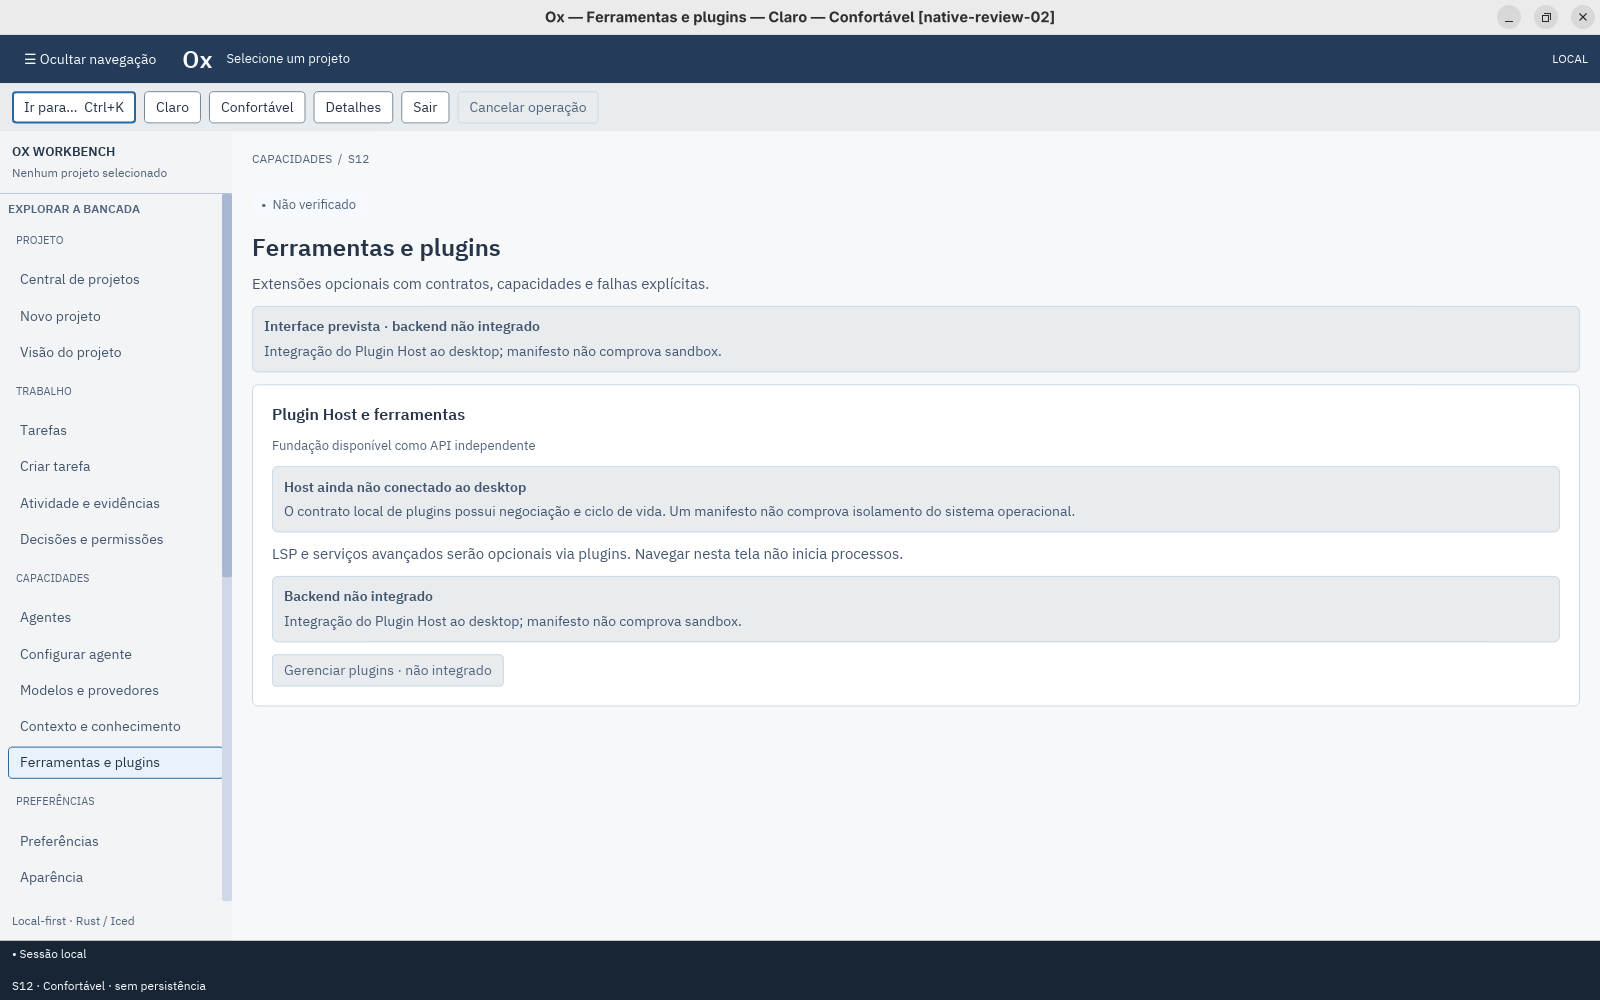 Ox — Ferramentas e plugins — Claro — Confortável [native-review-02]
☰ Ocultar navegação
Ox
Selecione um projeto
LOCAL
Ir para... Ctrl+K
Claro
Confortável
Detalhes
Sair
Cancelar operação
OX WORKBENCH
Nenhum projeto selecionado
EXPLORAR A BANCADA
PROJETO
Central de projetos
Novo projeto
Visão do projeto
TRABALHO
Tarefas
Criar tarefa
Atividade e evidências
Decisões e permissões
CAPACIDADES
Agentes
Configurar agente
Modelos e provedores
Contexto e conhecimento
Ferramentas e plugins
PREFERÊNCIAS
Preferências
Aparência
Local-first · Rust / Iced
CAPACIDADES / S12
• Não verificado
Ferramentas e plugins
Extensões opcionais com contratos, capacidades e falhas explícitas.
Interface prevista · backend não integrado
Integração do Plugin Host ao desktop; manifesto não comprova sandbox.
Plugin Host e ferramentas
Fundação disponível como API independente
Host ainda não conectado ao desktop
O contrato local de plugins possui negociação e ciclo de vida. Um manifesto não comprova isolamento do sistema operacional.
LSP e serviços avançados serão opcionais via plugins. Navegar nesta tela não inicia processos.
Backend não integrado
Integração do Plugin Host ao desktop; manifesto não comprova sandbox.
Gerenciar plugins · não integrado
• Sessão local
S12 · Confortável · sem persistência